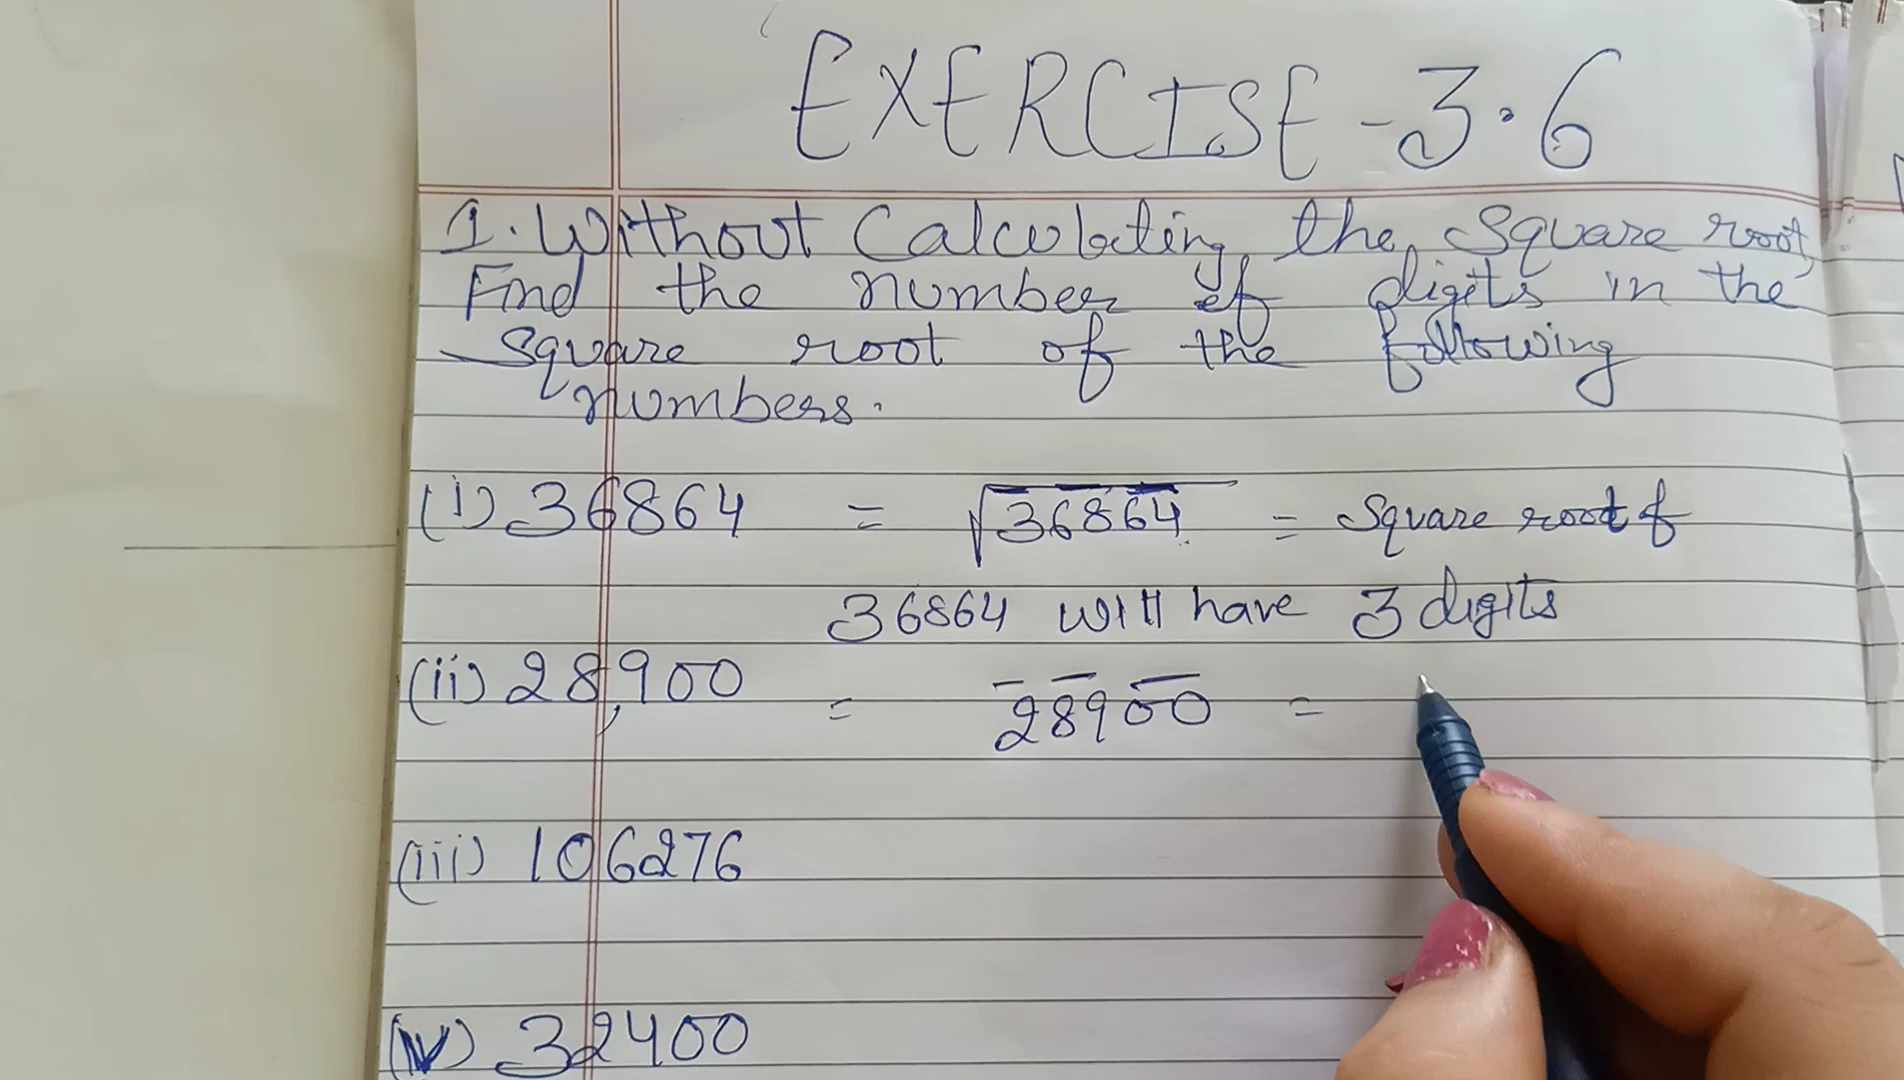 EXERCISE - 3.6
1. Without Calculating the Square root,
Find the number of digits in the
Square root of the following
numbers.
(i) 36864 = √36864 = Square root of
36864 will have 3 digits
(ii) 28,900 = 28900 =
(iii) 106276
(iv) 32400